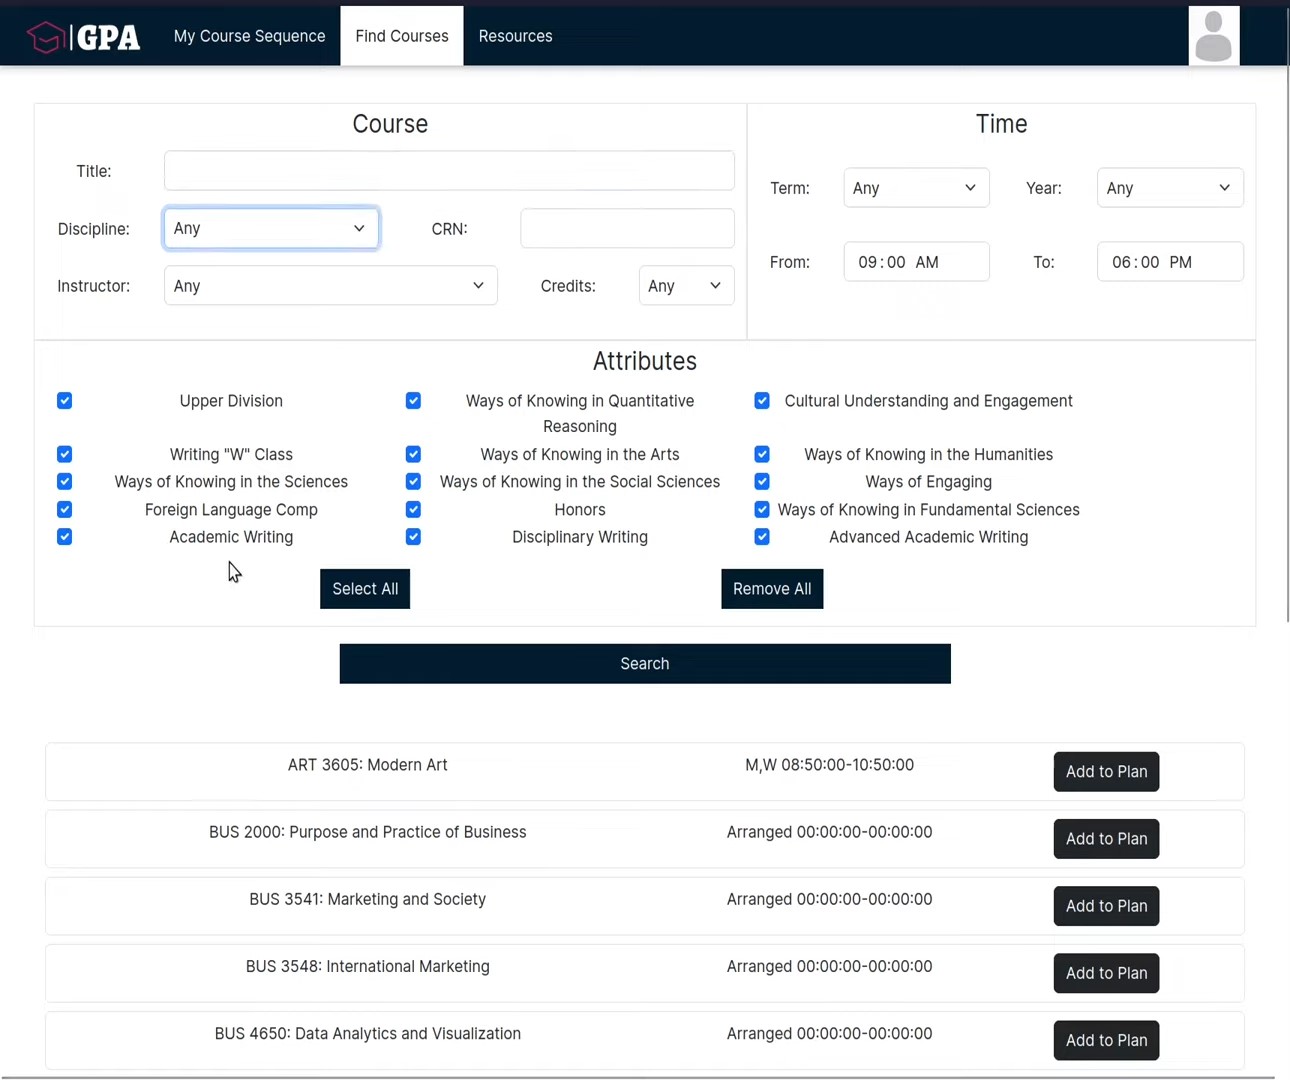 GPA My Course Sequence Find Courses Resources
Course
Title:
Discipline: Any CRN:
Instructor: Any Credits: Any
Time
Term: Any Year: Any
From: 09:00 AM To: 06:00 PM
Attributes
Upper Division
Ways of Knowing in Quantitative
Reasoning
Cultural Understanding and Engagement
Writing "W" Class Ways of Knowing in the Arts Ways of Knowing in the Humanities
Ways of Knowing in the Sciences Ways of Knowing in the Social Sciences Ways of Engaging
Foreign Language Comp Honors Ways of Knowing in Fundamental Sciences
Academic Writing Disciplinary Writing Advanced Academic Writing
Select All Remove All
Search
ART 3605: Modern Art M,W 08:50:00-10:50:00 Add to Plan
BUS 2000: Purpose and Practice of Business Arranged 00:00:00-00:00:00 Add to Plan
BUS 3541: Marketing and Society Arranged 00:00:00-00:00:00 Add to Plan
BUS 3548: International Marketing Arranged 00:00:00-00:00:00 Add to Plan
BUS 4650: Data Analytics and Visualization Arranged 00:00:00-00:00:00 Add to Plan